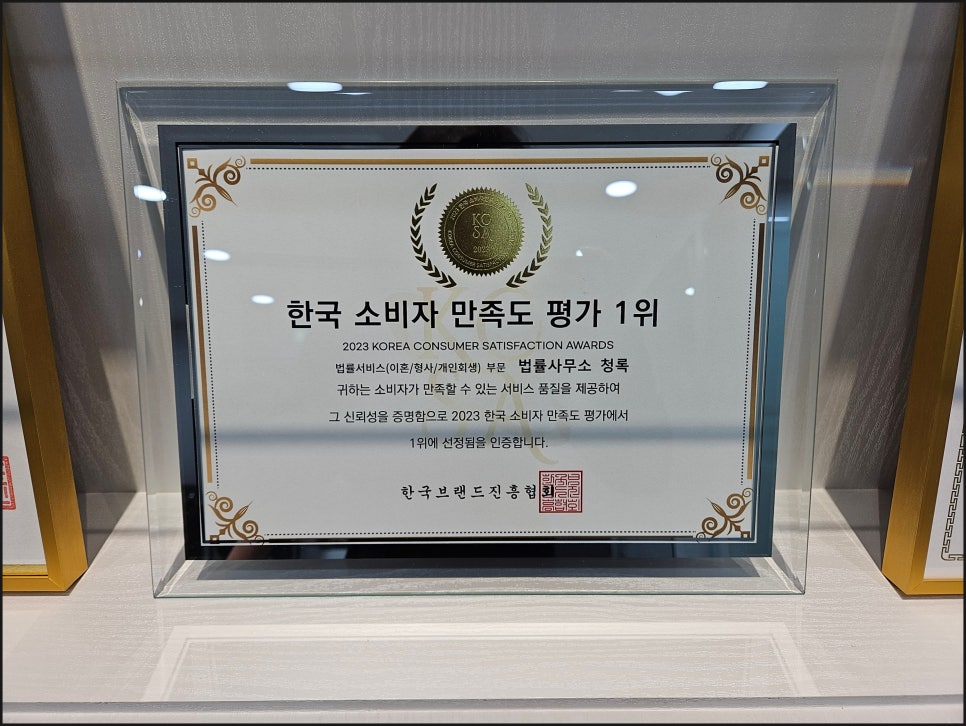 KC
SA
2023
한국 소비자 만족도 평가 1위
2023 KOREA CONSUMER SATISFACTION AWARDS
법률서비스(이혼/형사/개인회생) 부문 법률사무소 청록
귀하는 소비자가 만족할 수 있는 서비스 품질을 제공하여
그 신뢰성을 증명함으로 2023 한국 소비자 만족도 평가에서
1위에 선정됨을 인증합니다.
한국브랜드진흥협회